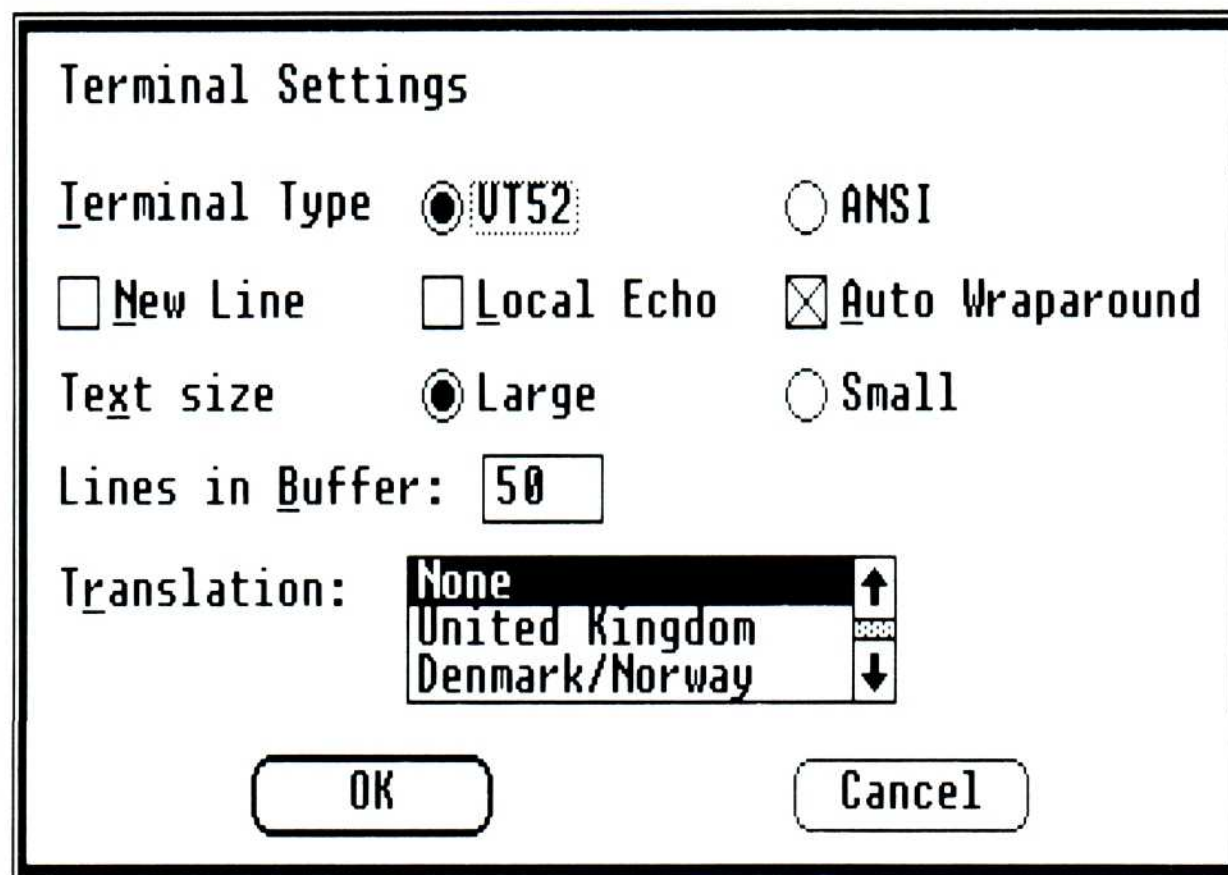 Terminal Settings
Terminal Type VT52 ANSI
New Line Local Echo Auto Wraparound
Text size Large Small
Lines in Buffer: 50
Translation: None
United Kingdom
Denmark/Norway
OK Cancel